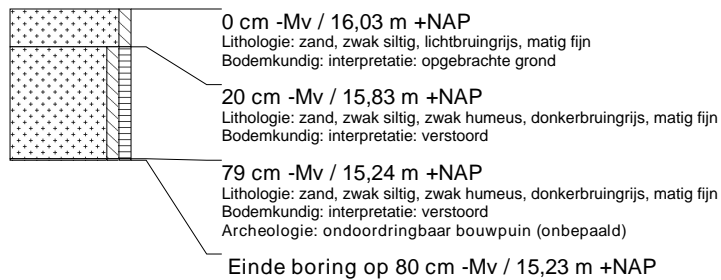 0 cm -Mv / 16,03 m +NAP
Lithologie: zand, zwak siltig, lichtbruingrijs, matig fijn
Bodemkundig: interpretatie: opgebrachte grond
20 cm -Mv / 15,83 m +NAP
Lithologie: zand, zwak siltig, zwak humeus, donkerbruingrijs, matig fijn
Bodemkundig: interpretatie: verstoord
79 cm -Mv / 15,24 m +NAP
Lithologie: zand, zwak siltig, zwak humeus, donkerbruingrijs, matig fijn
Bodemkundig: interpretatie: verstoord
Archeologie: ondoordringbaar bouwpuin (onbepaald)
Einde boring op 80 cm -Mv / 15,23 m +NAP